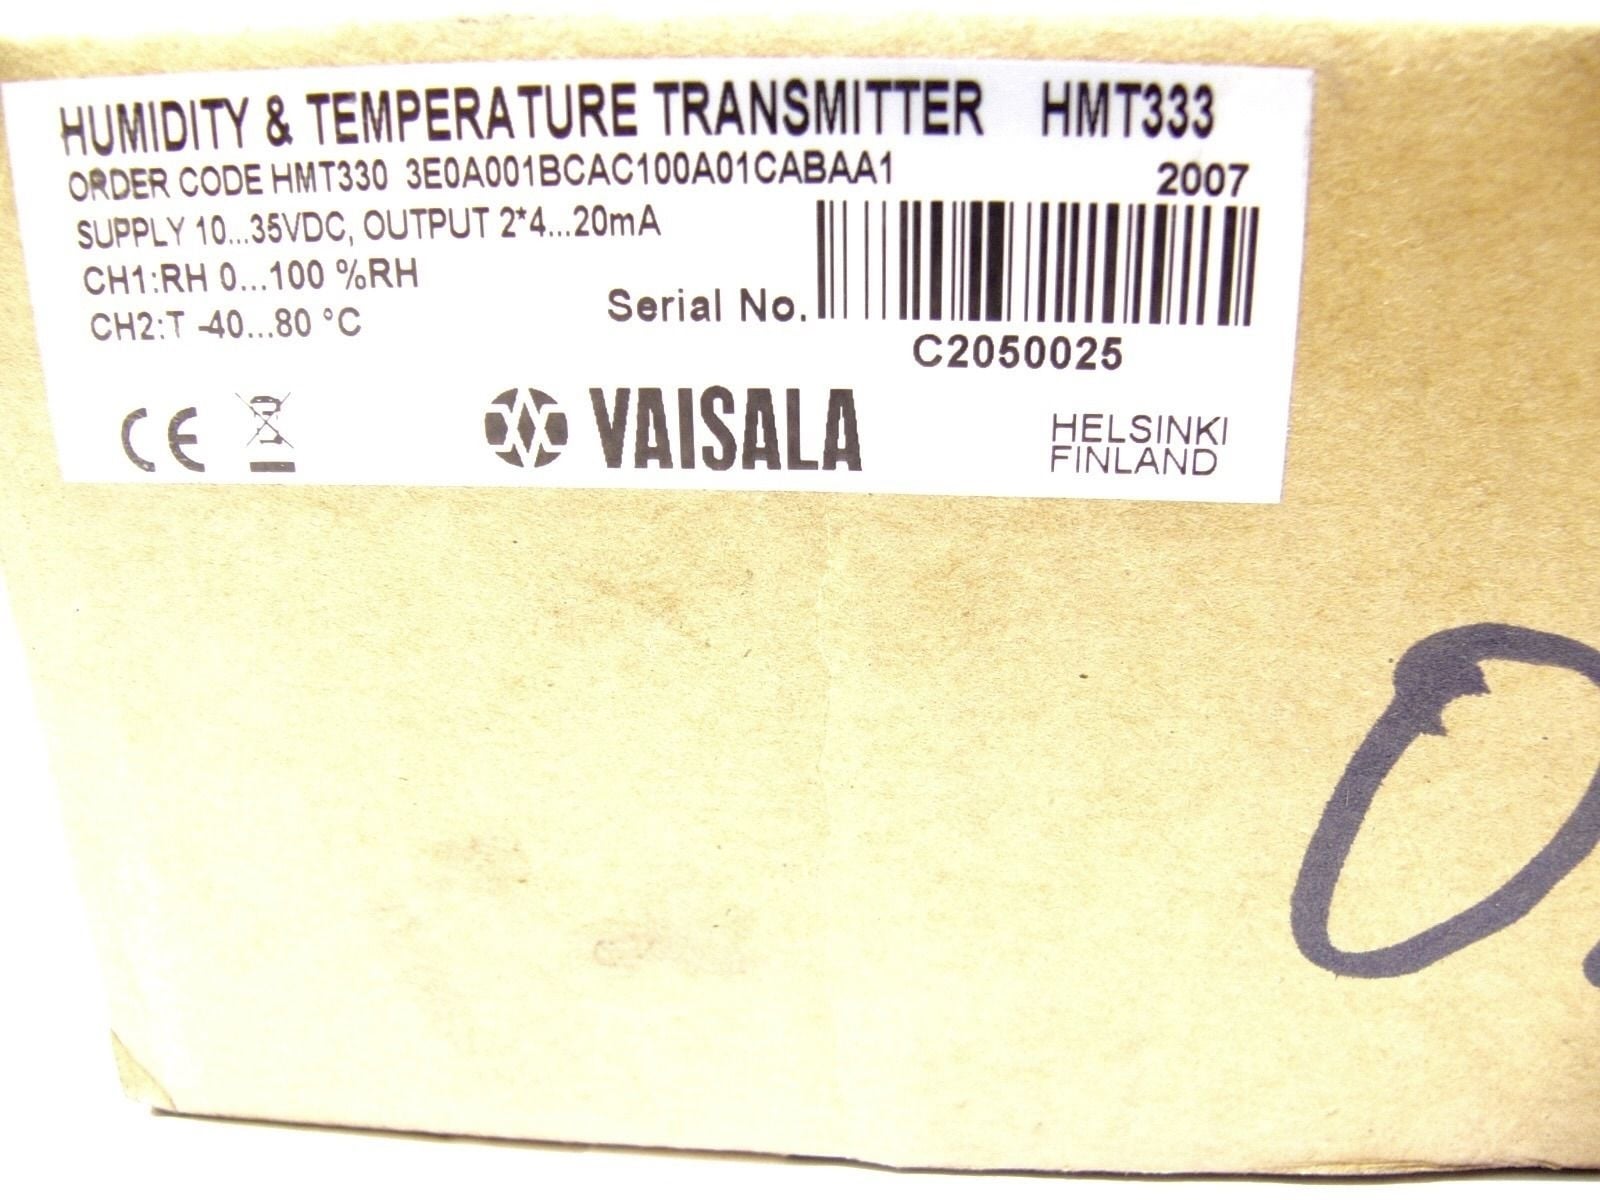 HUMIDITY & TEMPERATURE TRANSMITTER HMT333
ORDER CODE HMT330 3E0A001BCAC100A01CABAA1 2007
SUPPLY 10...35VDC, OUTPUT 2*4...20mA
CH1:RH 0...100 %RH
CH2:T -40...80 °C
Serial No.
C2050025
CE
VAISALA
HELSINKI
FINLAND